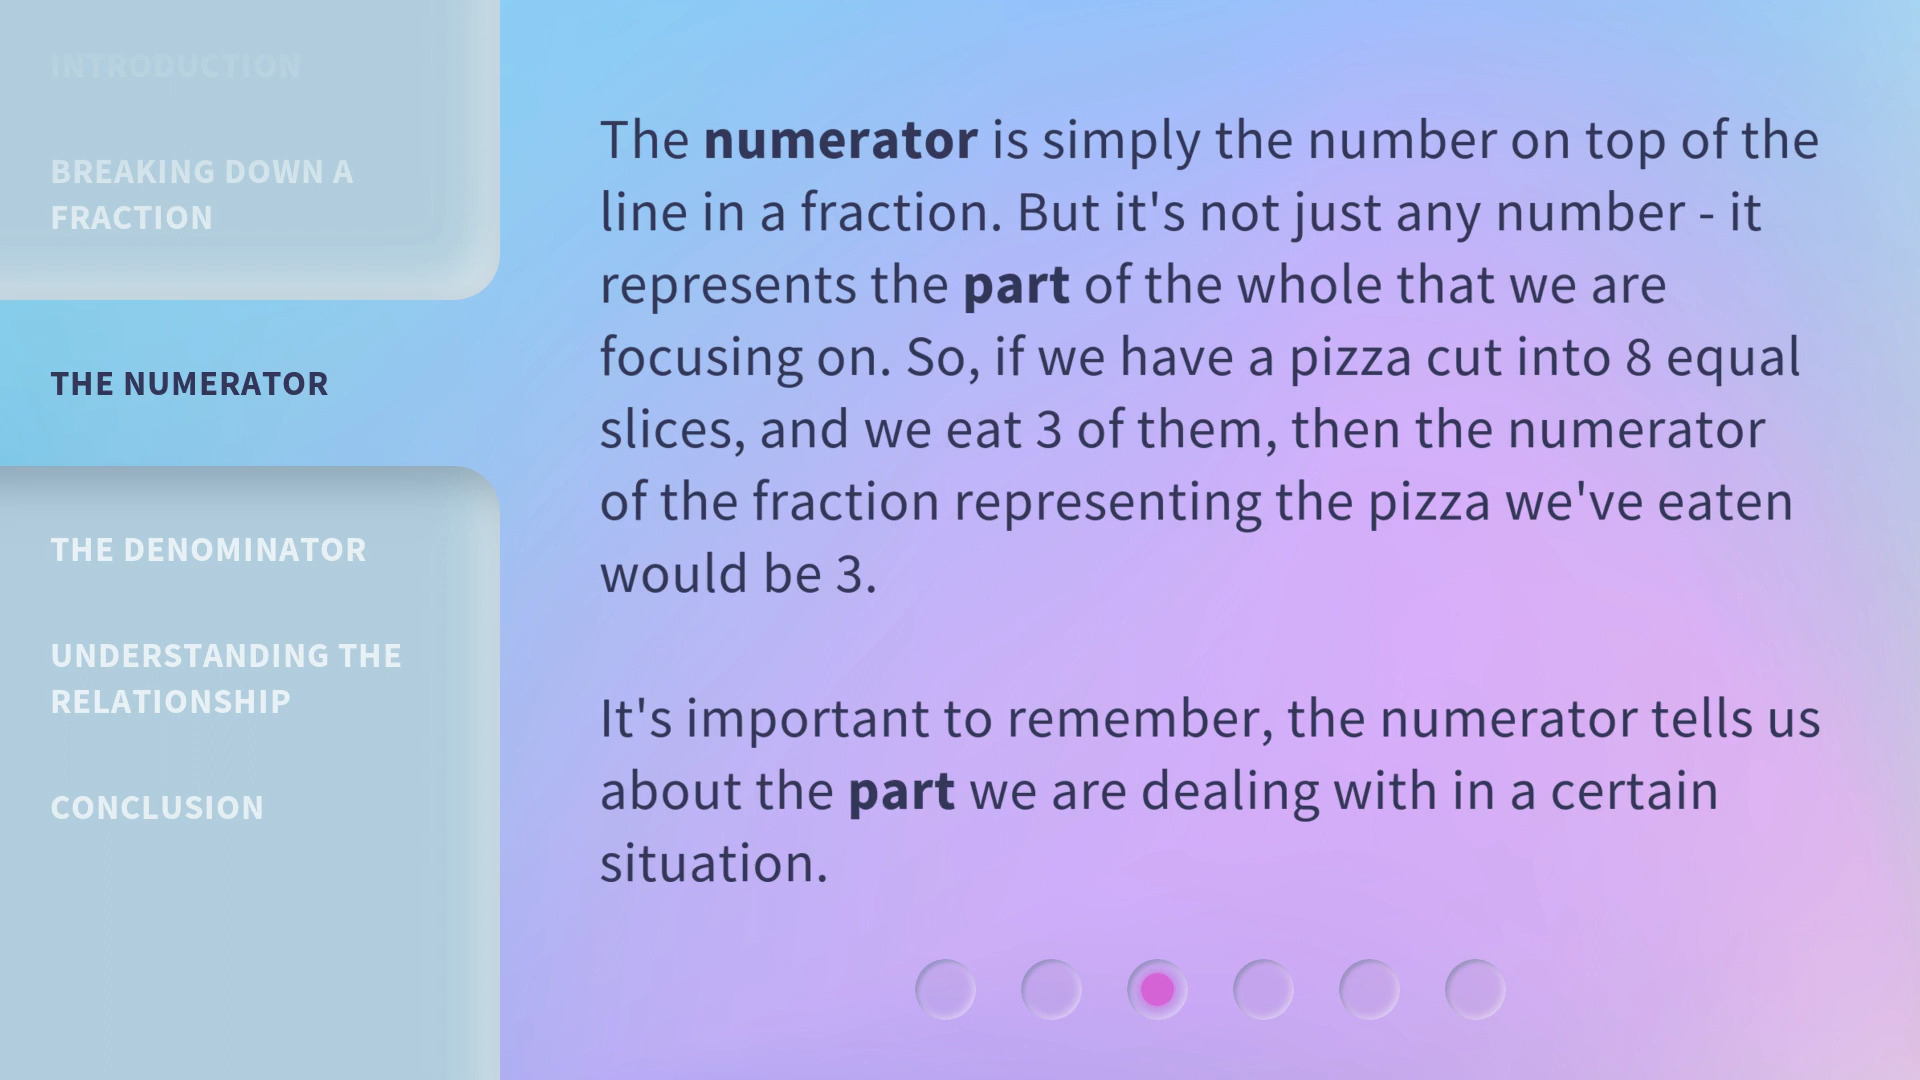 INTRODUCTION
BREAKING DOWN A
FRACTION
THE NUMERATOR
THE DENOMINATOR
UNDERSTANDING THE
RELATIONSHIP
CONCLUSION
The numerator is simply the number on top of the
line in a fraction. But it's not just any number - it
represents the part of the whole that we are
focusing on. So, if we have a pizza cut into 8 equal
slices, and we eat 3 of them, then the numerator
of the fraction representing the pizza we've eaten
would be 3.
It's important to remember, the numerator tells us
about the part we are dealing with in a certain
situation.